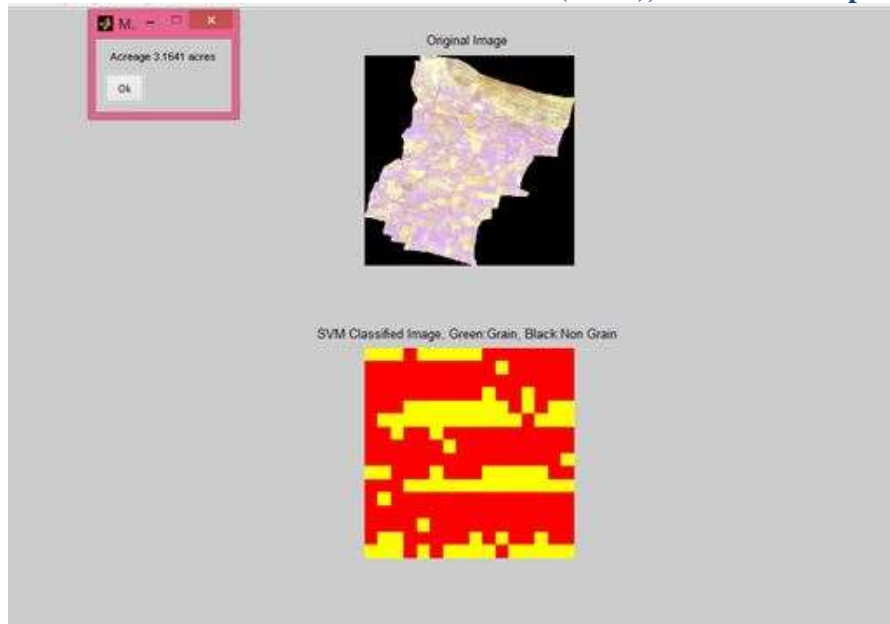 M..
Acreage 3.1641 acres
Ok
Original Image
SVM Classified Image, Green:Grain, Black:Non Grain